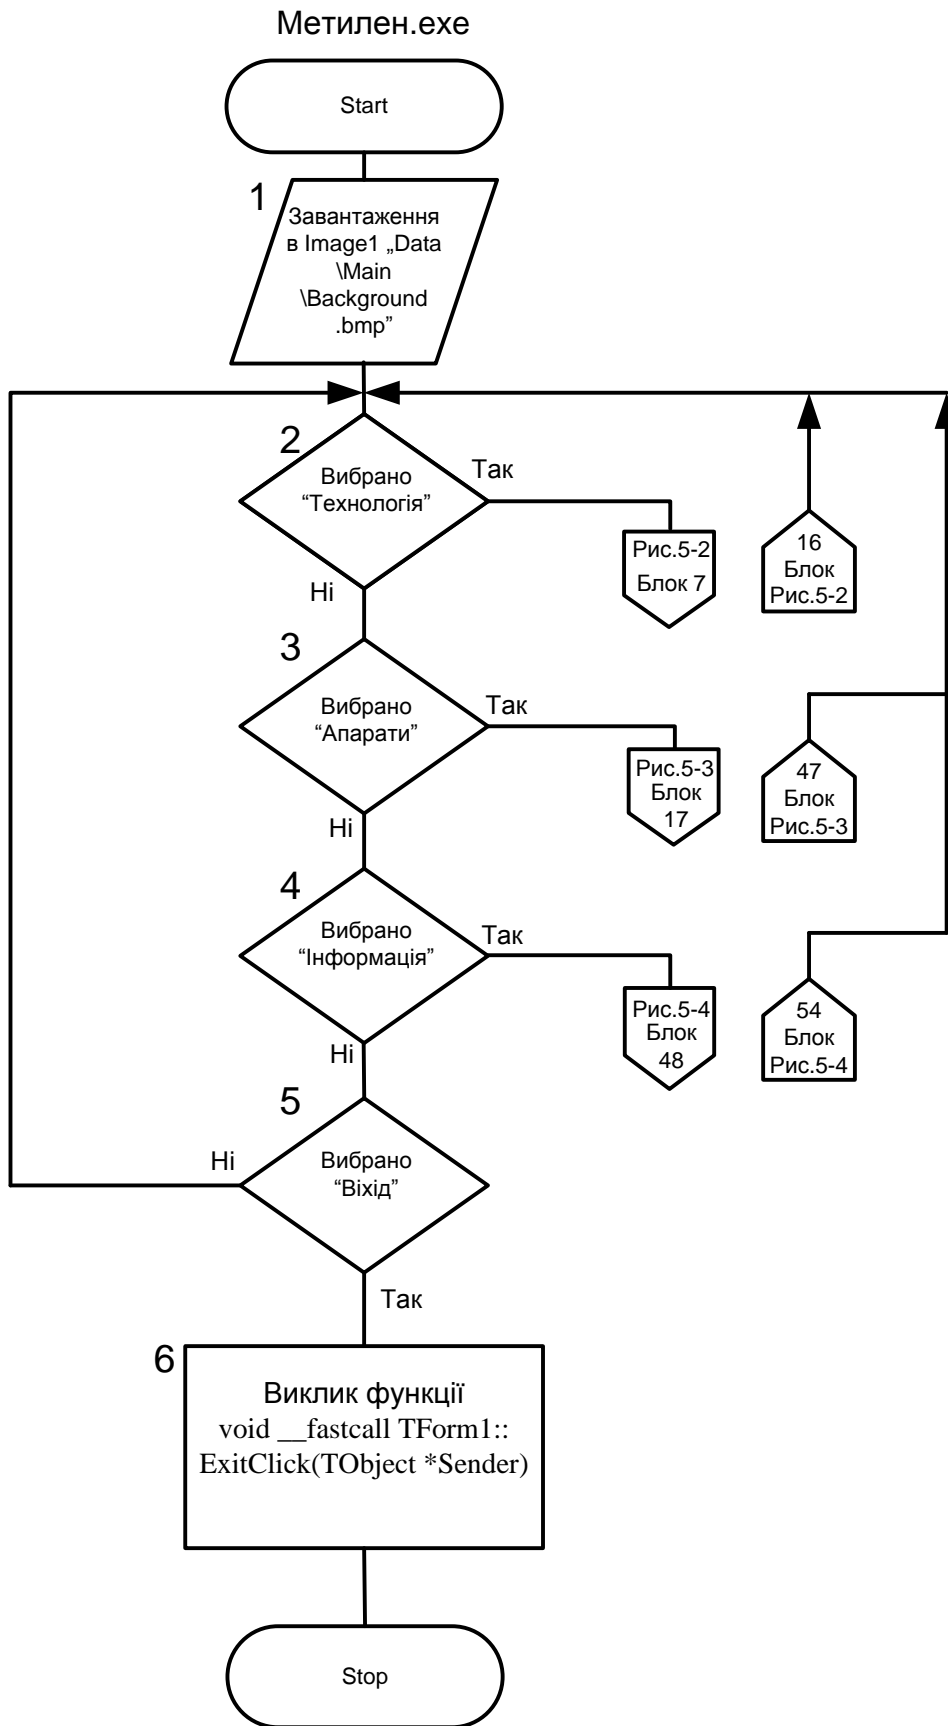 Метилен.exe
Start
1
Завантаження
в Image1 „Data
\Main
\Background
.bmp”
2
Вибрано
“Технологія”
Так
Ні
Рис.5-2
Блок 7
16
Блок
Рис.5-2
3
Вибрано
“Апарати”
Так
Ні
Рис.5-3
Блок
17
47
Блок
Рис.5-3
4
Вибрано
“Інформація”
Так
Ні
Рис.5-4
Блок
48
54
Блок
Рис.5-4
5
Вибрано
“Віхід”
Ні
Так
6
Виклик функції
void __fastcall TForm1::
ExitClick(TObject *Sender)
Stop